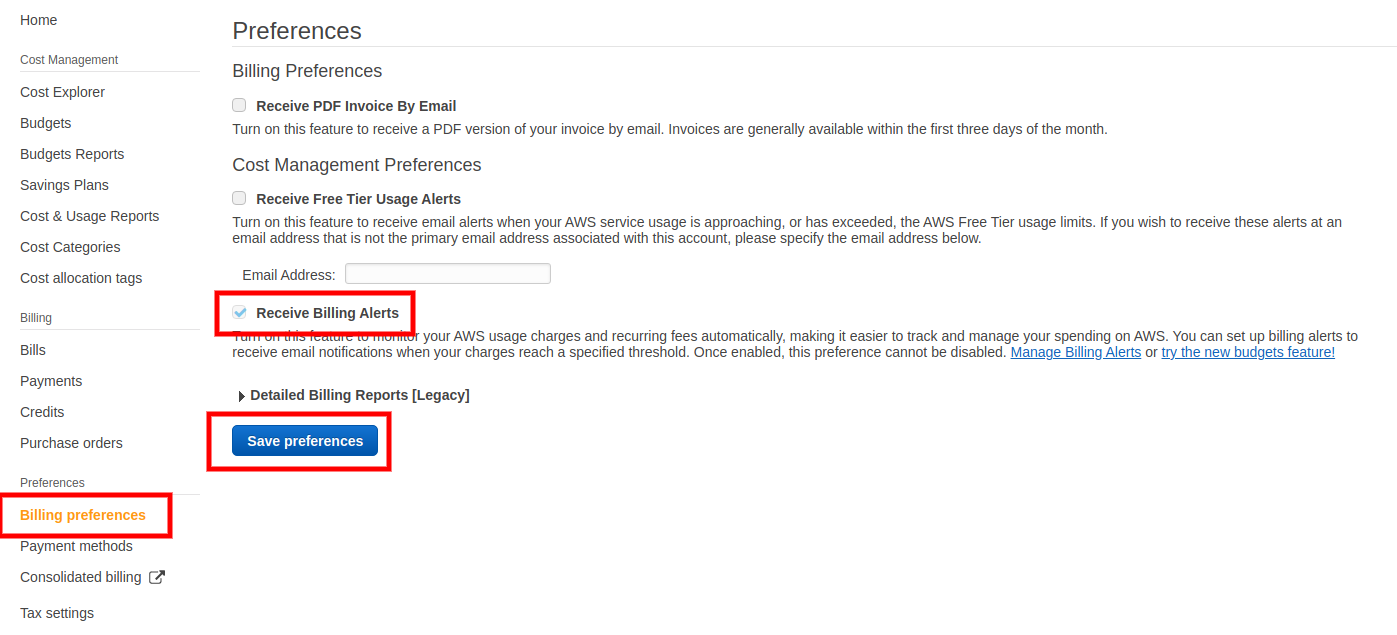 Home
Cost Management
Cost Explorer
Budgets
Budgets Reports
Savings Plans
Cost & Usage Reports
Cost Categories
Cost allocation tags
Billing
Bills
Payments
Credits
Purchase orders
Preferences
Billing preferences
Payment methods
Consolidated billing
Tax settings
Preferences
Billing Preferences
Receive PDF Invoice By Email
Turn on this feature to receive a PDF version of your invoice by email. Invoices are generally available within the first three days of the month.
Cost Management Preferences
Receive Free Tier Usage Alerts
Turn on this feature to receive email alerts when your AWS service usage is approaching, or has exceeded, the AWS Free Tier usage limits. If you wish to receive these alerts at an
email address that is not the primary email address associated with this account, please specify the email address below.
Email Address:
Receive Billing Alerts
Turn on this feature to monitor your AWS usage charges and recurring fees automatically, making it easier to track and manage your spending on AWS. You can set up billing alerts to
receive email notifications when your charges reach a specified threshold. Once enabled, this preference cannot be disabled. Manage Billing Alerts or try the new budgets feature!
Detailed Billing Reports [Legacy]
Save preferences